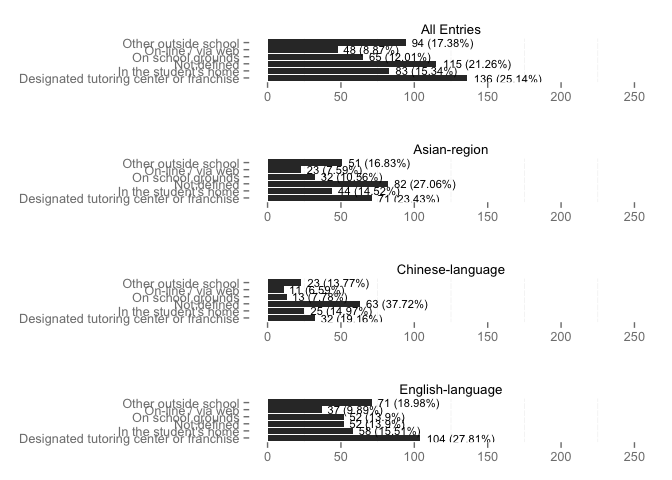 All Entries
Other outside school 94 (17.38%)
On-line / via web 48 (8.87%)
On school grounds 65 (12.01%)
Not defined 115 (21.26%)
In the student's home 83 (15.34%)
Designated tutoring center or franchise 136 (25.14%)
0 50 100 150 200 250
Asian-region
Other outside school 51 (16.83%)
On-line / via web 23 (7.59%)
On school grounds 32 (10.56%)
Not defined 82 (27.06%)
In the student's home 44 (14.52%)
Designated tutoring center or franchise 71 (23.43%)
0 50 100 150 200 250
Chinese-language
Other outside school 23 (13.77%)
On-line / via web 11 (6.59%)
On school grounds 13 (7.78%)
Not defined 63 (37.72%)
In the student's home 25 (14.97%)
Designated tutoring center or franchise 32 (19.16%)
0 50 100 150 200 250
English-language
Other outside school 71 (18.98%)
On-line / via web 37 (9.89%)
On school grounds 52 (13.9%)
Not defined 52 (13.9%)
In the student's home 58 (15.51%)
Designated tutoring center or franchise 104 (27.81%)
0 50 100 150 200 250